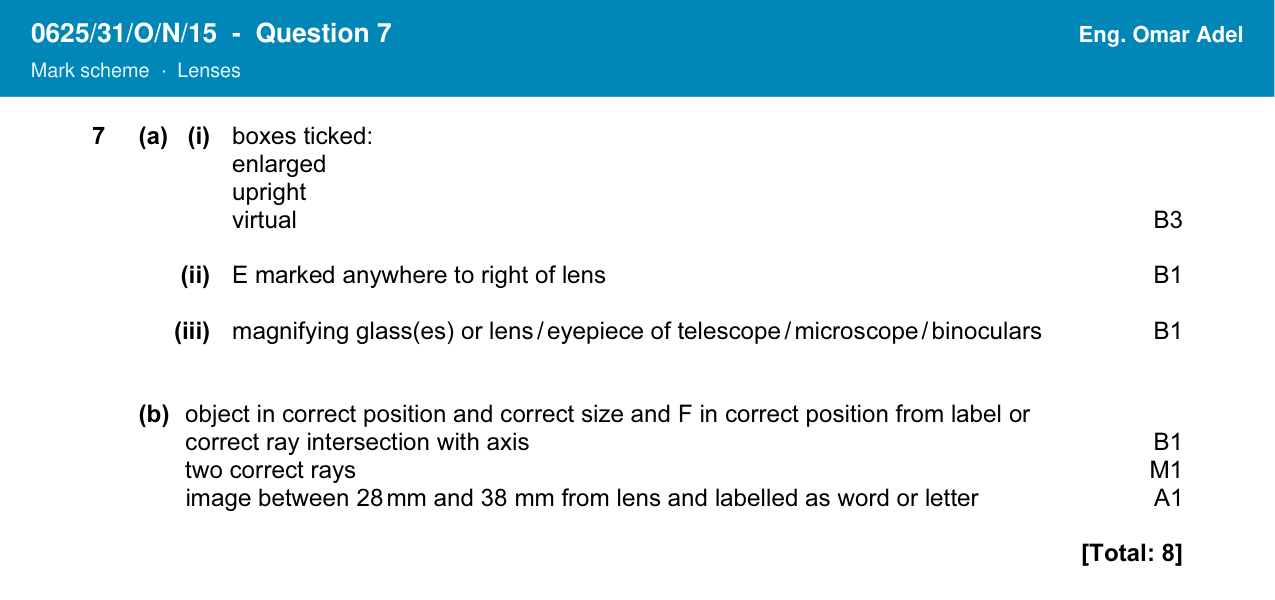 0625/31/O/N/15 - Question 7
Eng. Omar Adel
Mark scheme · Lenses
7 (a) (i) boxes ticked:
enlarged
upright
virtual B3
(ii) E marked anywhere to right of lens B1
(iii) magnifying glass(es) or lens/eyepiece of telescope/microscope/binoculars B1
(b) object in correct position and correct size and F in correct position from label or
correct ray intersection with axis B1
two correct rays M1
image between 28mm and 38 mm from lens and labelled as word or letter A1
[Total: 8]